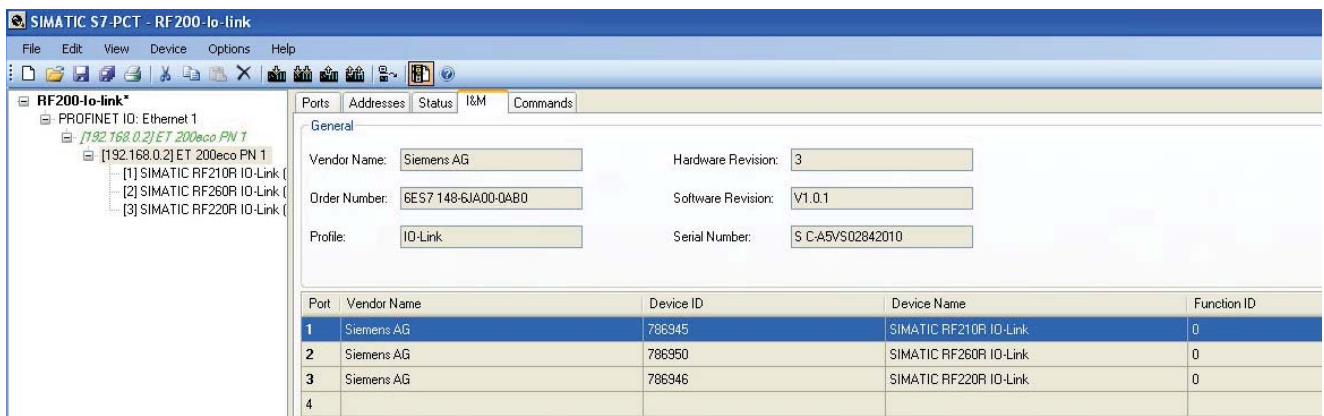 SIMATIC S7-PCT - RF200-Io-link
File Edit View Device Options Help
RF200-Io-link*
PROFINET IO: Ethernet 1
[192.168.0.2] ET 200eco PN 1
[192.168.0.2] ET 200eco PN 1
[1] SIMATIC RF210R IO-Link (
[2] SIMATIC RF260R IO-Link (
[3] SIMATIC RF220R IO-Link (
Ports Addresses Status I&M Commands
General
Vendor Name: Siemens AG Hardware Revision: 3
Order Number: 6ES7 148-6JA00-0AB0 Software Revision: V1.0.1
Profile: IO-Link Serial Number: S C-A5VS02842010
Port Vendor Name Device ID Device Name Function ID
1 Siemens AG 786945 SIMATIC RF210R IO-Link 0
2 Siemens AG 786950 SIMATIC RF260R IO-Link 0
3 Siemens AG 786946 SIMATIC RF220R IO-Link 0
4